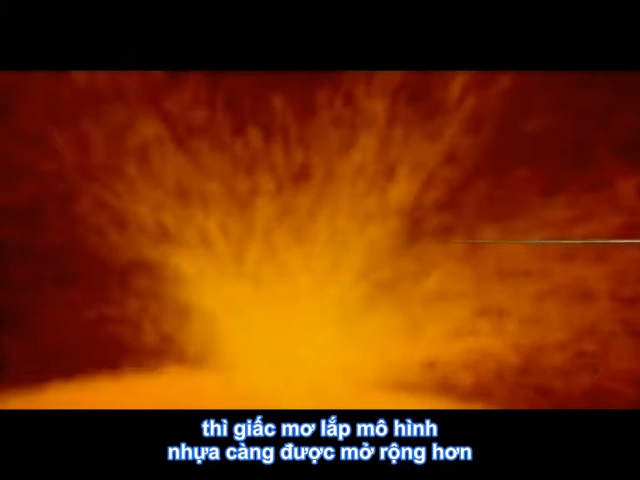 thì giấc mơ lắp mô hình
nhựa càng được mở rộng hơn